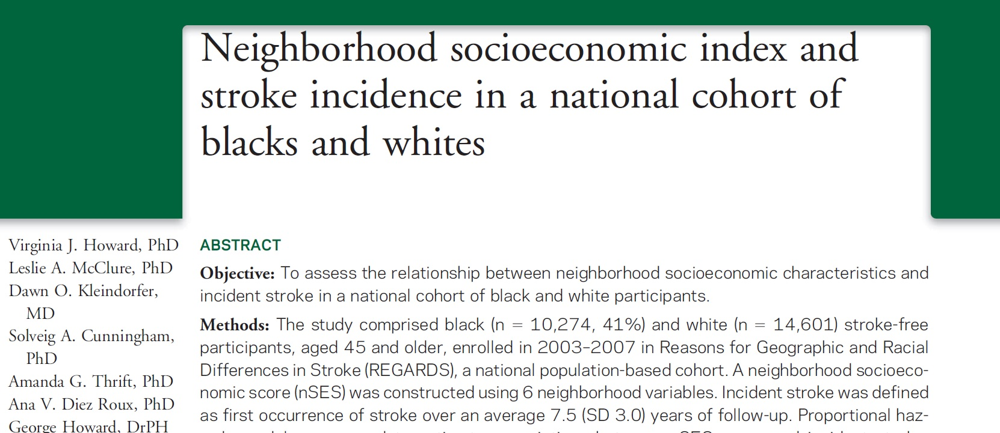 Neighborhood socioeconomic index and
stroke incidence in a national cohort of
blacks and whites
Virginia J. Howard, PhD
Leslie A. McClure, PhD
Dawn O. Kleindorfer,
MD
Solveig A. Cunningham,
PhD
Amanda G. Thrift, PhD
Ana V. Diez Roux, PhD
George Howard, DrPH
ABSTRACT
Objective: To assess the relationship between neighborhood socioeconomic characteristics and
incident stroke in a national cohort of black and white participants.
Methods: The study comprised black (n = 10,274, 41%) and white (n = 14,601) stroke-free
participants, aged 45 and older, enrolled in 2003–2007 in Reasons for Geographic and Racial
Differences in Stroke (REGARDS), a national population-based cohort. A neighborhood socioeco-
nomic score (nSES) was constructed using 6 neighborhood variables. Incident stroke was defined
as first occurrence of stroke over an average 7.5 (SD 3.0) years of follow-up. Proportional haz-